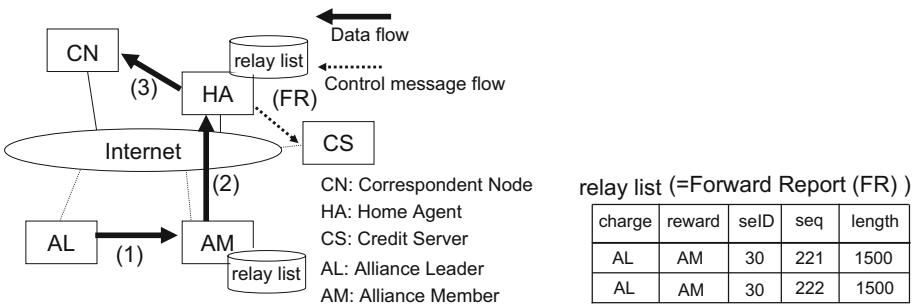 Data flow
CN
relay list
Control message flow
(3)
HA
(FR)
CS
Internet
(2)
CN: Correspondent Node
HA: Home Agent
CS: Credit Server
AL: Alliance Leader
AM: Alliance Member
AL
(1)
AM
relay list
relay list (=Forward Report (FR) )
charge reward seID seq length
AL AM 30 221 1500
AL AM 30 222 1500